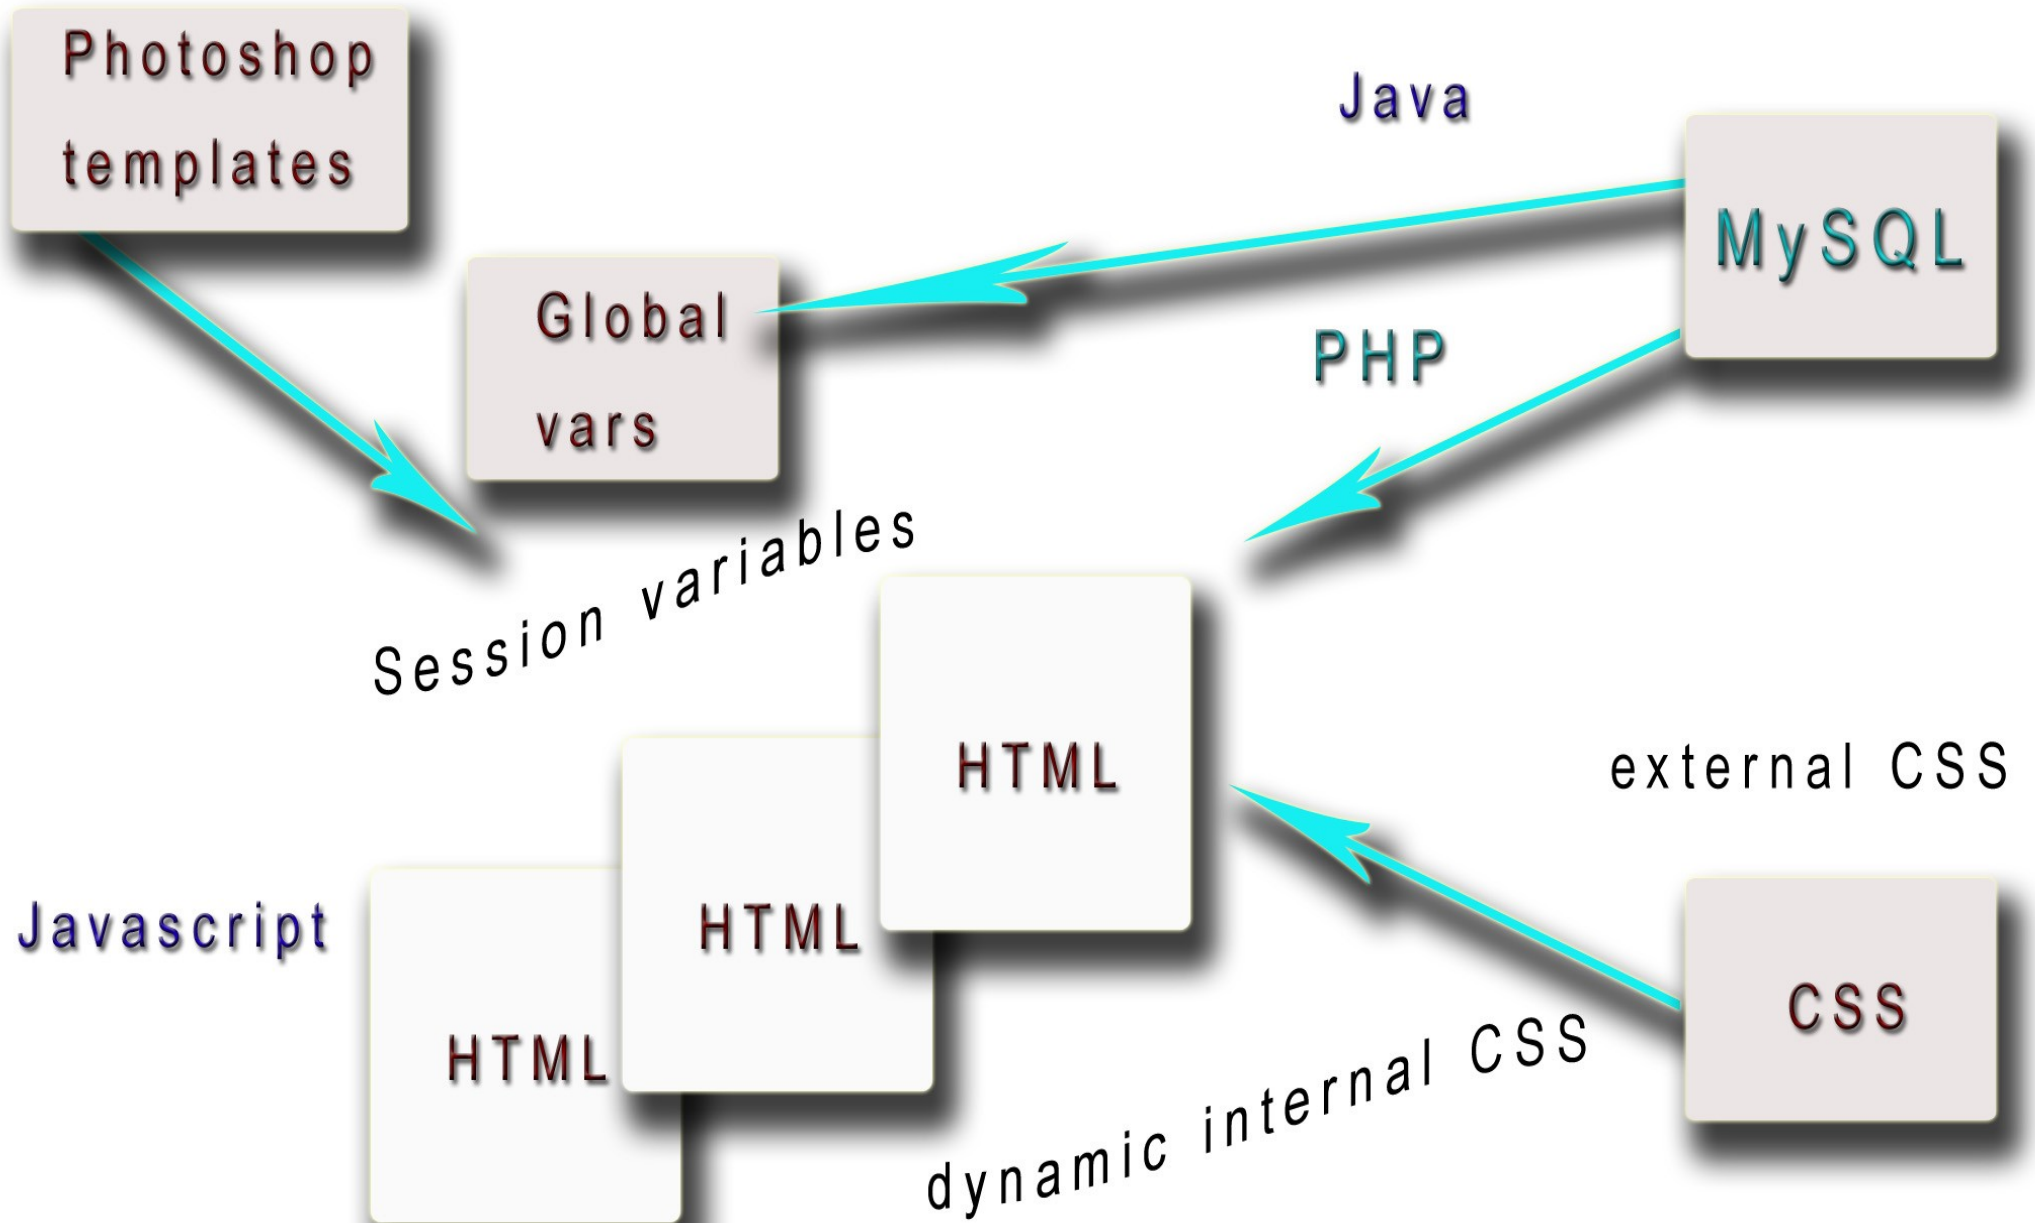 Photoshop
templates
Java
MySQL
Global
vars
PHP
Session variables
HTML
external CSS
Javascript
HTML
HTML
CSS
dynamic internal CSS